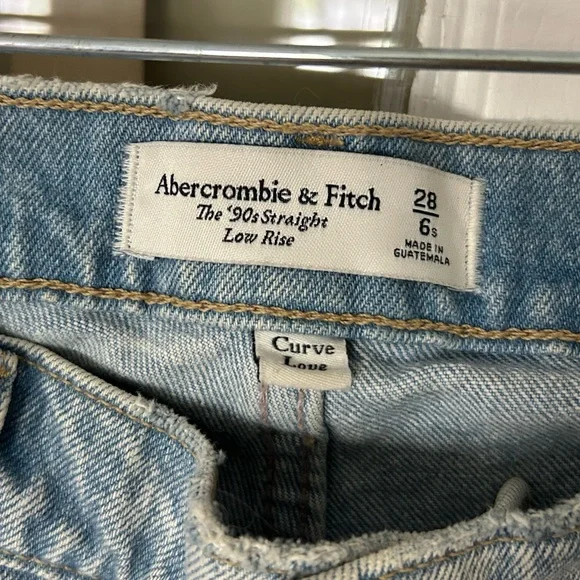 Abercrombie & Fitch
The '90s Straight
Low Rise
28
6s
MADE IN
GUATEMALA
Curve
Love